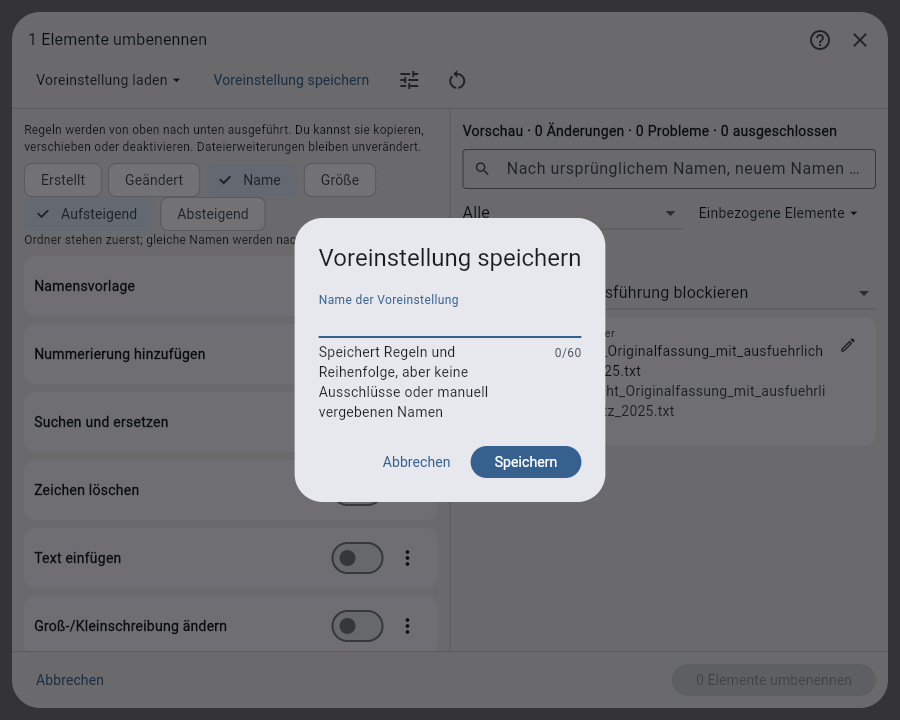 1 Elemente umbenennen
Voreinstellung laden
Voreinstellung speichern
Regeln werden von oben nach unten ausgeführt. Du kannst sie kopieren,
verschieben oder deaktivieren. Dateierweiterungen bleiben unverändert.
Erstellt
Geändert
Name
Größe
Aufsteigend
Absteigend
Ordner stehen zuerst; gleiche Namen werden
Namensvorlage
Nummerierung hinzufügen
Suchen und ersetzen
Zeichen löschen
Text einfügen
Groß-/Kleinschreibung ändern
Vorschau · 0 Änderungen · 0 Probleme · 0 ausgeschlossen
Nach ursprünglichem Namen, neuem Namen …
Alle
Einbezogene Elemente
sführung blockieren
er
_Originalfassung_mit_ausfuehrlich
25.txt
ht_Originalfassung_mit_ausfuehrli
tz_2025.txt
Voreinstellung speichern
Name der Voreinstellung
Speichert Regeln und
Reihenfolge, aber keine
Ausschlüsse oder manuell
vergebenen Namen
0/60
Abbrechen
Speichern
Abbrechen
0 Elemente umbenennen